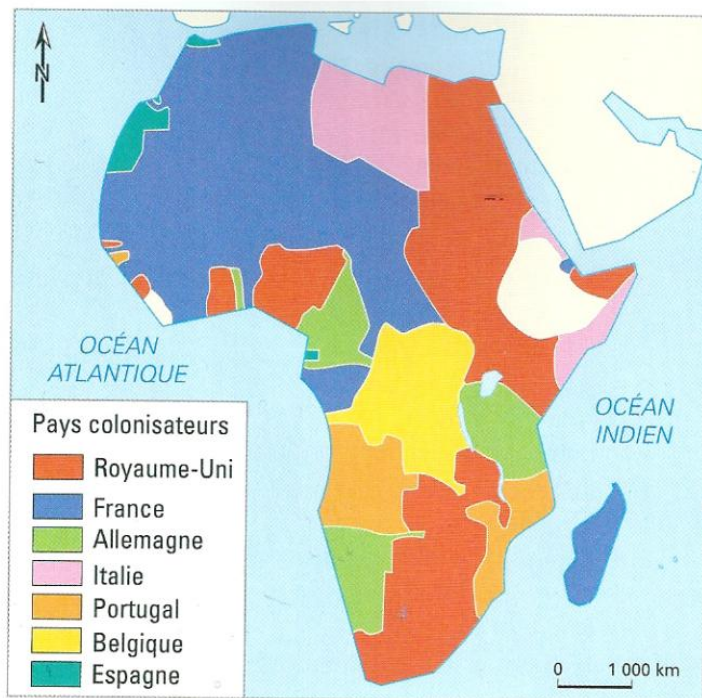 N
OCÉAN
ATLANTIQUE
OCÉAN
INDIEN
Pays colonisateurs
Royaume-Uni
France
Allemagne
Italie
Portugal
Belgique
Espagne
0 1 000 km